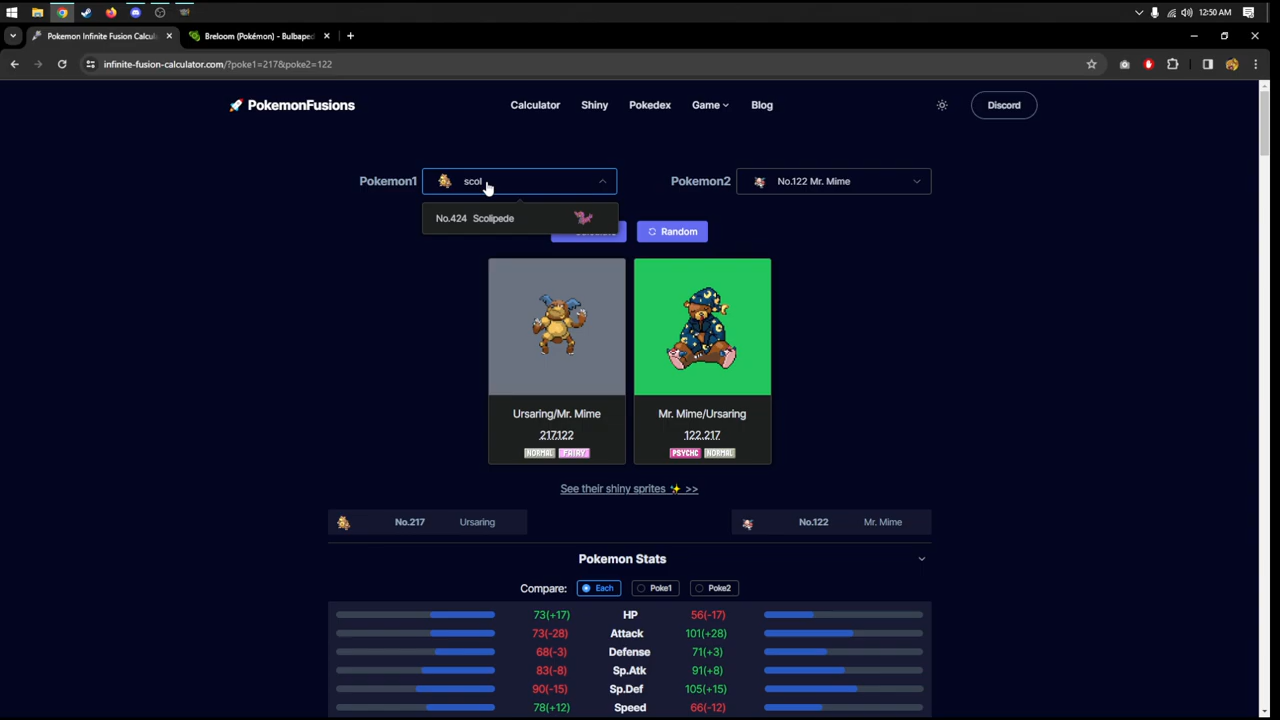 12:50 AM
Pokemon Infinite Fusion Calcula
Breloom (Pokémon) - Bulbaped
infinite-fusion-calculator.com/?poke1=217&poke2=122
PokemonFusions
Calculator Shiny Pokedex Game Blog
Discord
Pokemon1 scol
Pokemon2 No.122 Mr. Mime
No.424 Scolipede
Random
Ursaring/Mr. Mime
217.122
NORMAL FAIRY
Mr. Mime/Ursaring
122.217
PSYCHC NORMAL
See their shiny sprites ✨ >>
No.217 Ursaring
No.122 Mr. Mime
Pokemon Stats
Compare: Each Poke1 Poke2
73(+17) HP 56(-17)
73(-28) Attack 101(+28)
68(-3) Defense 71(+3)
83(-8) Sp.Atk 91(+8)
90(-15) Sp.Def 105(+15)
78(+12) Speed 66(-12)